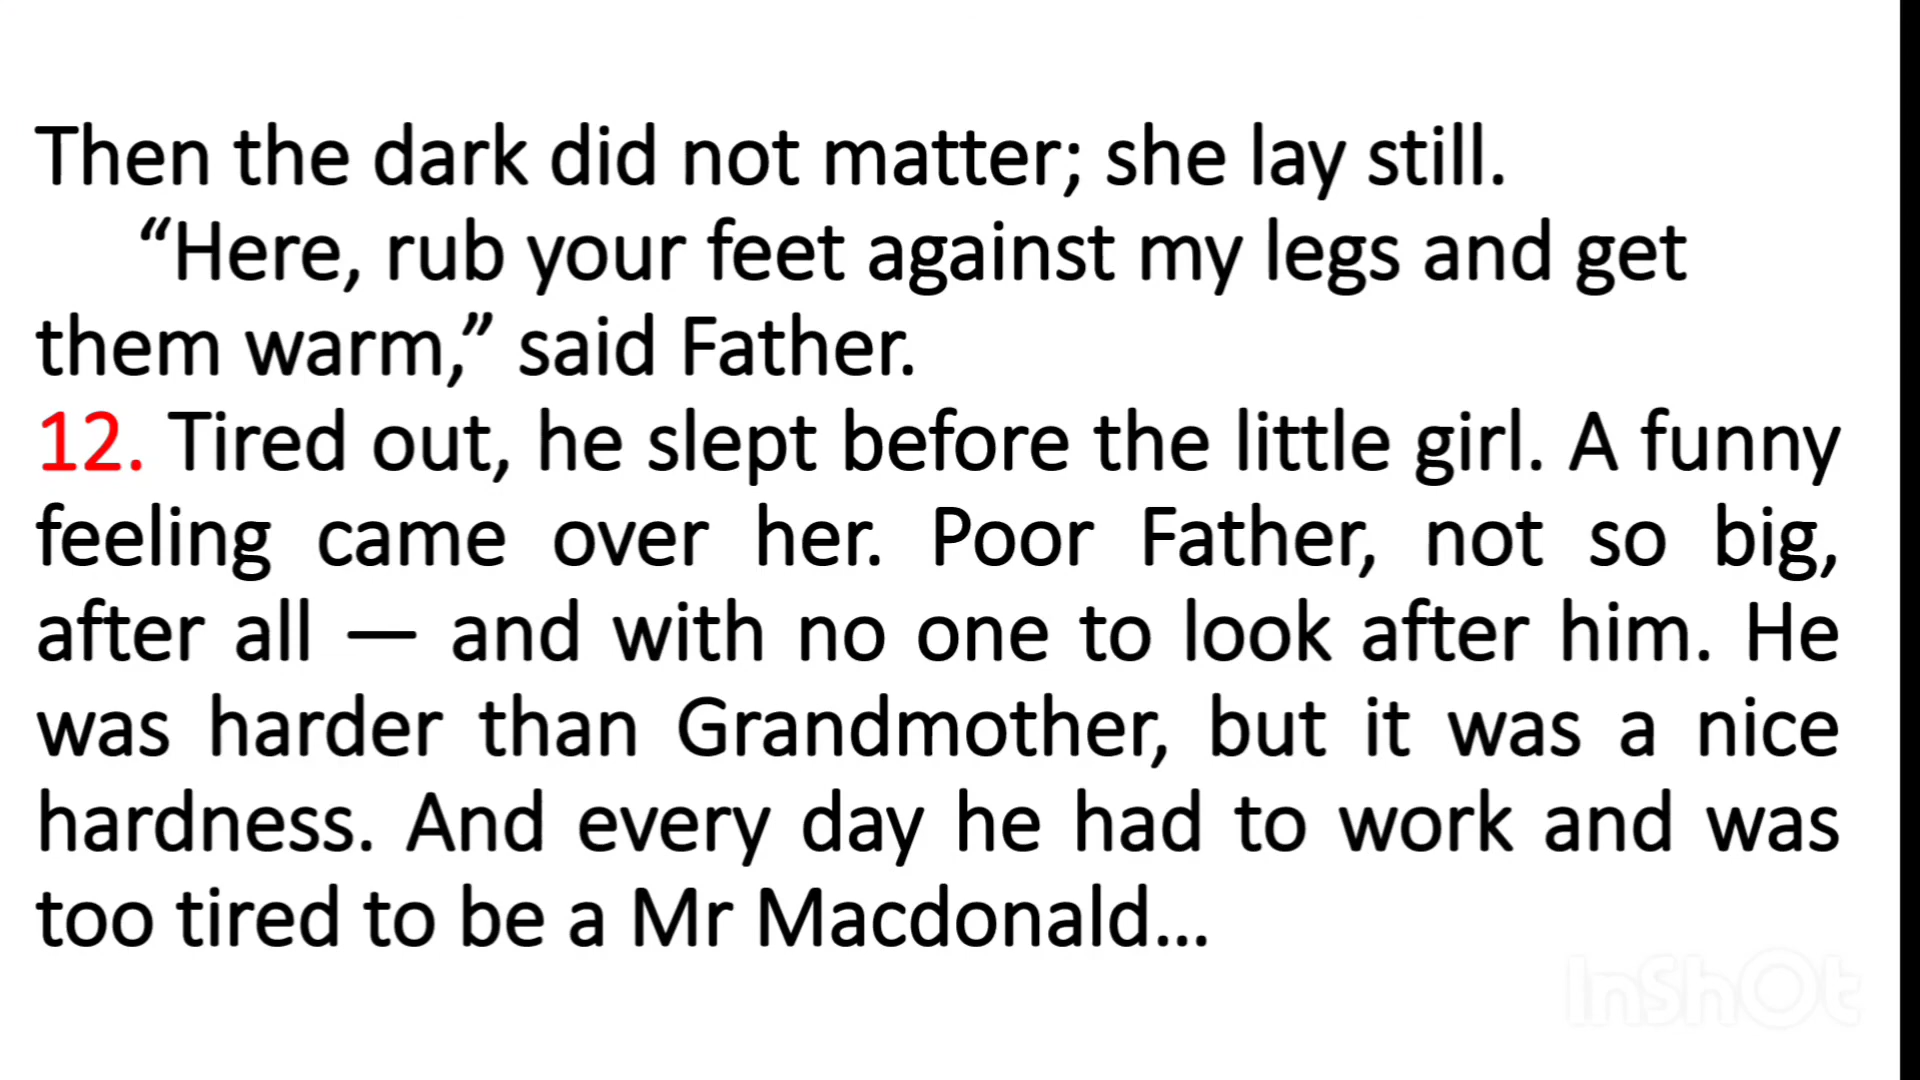 Then the dark did not matter; she lay still.
“Here, rub your feet against my legs and get
them warm,” said Father.
12. Tired out, he slept before the little girl. A funny
feeling came over her. Poor Father, not so big,
after all — and with no one to look after him. He
was harder than Grandmother, but it was a nice
hardness. And every day he had to work and was
too tired to be a Mr Macdonald...
InShOt